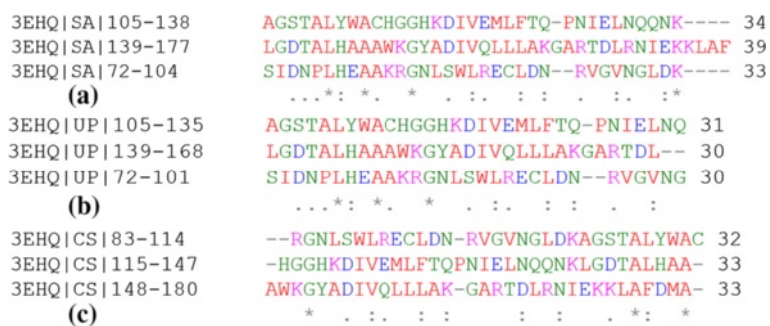 3EHQ|SA|105-138 AGSTALYWACHGGHKDIVEMLFTQ-PNIELNQQNK---- 34
3EHQ|SA|139-177 LGDTALHAAAWKGYADIVQLLLAKGARTDLRNIEKKLAF 39
3EHQ|SA|72-104 SIDNPLHEAAKRGNLSWLRECLDN--RVGVNGLDK---- 33
(a) ...*: *. * . :. : : . :. :*
3EHQ|UP|105-135 AGSTALYWACHGGHKDIVEMLFTQ-PNIELNQ 31
3EHQ|UP|139-168 LGDTALHAAAWKGYADIVQLLLAKGARTDL-- 30
3EHQ|UP|72-101 SIDNPLHEAAKRGNLSWLRECLDN--RVGVNG 30
(b) ...*: *. * . :. : : . :
3EHQ|CS|83-114 --RGNLSWLRECLDN-RVGVNGLDKAGSTALYWAC 32
3EHQ|CS|115-147 -HGGHKDIVEMLFTQPNIELNQQNKLGDTALHAA- 33
3EHQ|CS|148-180 AWKGYADIVQLLLAK-GARTDLRNIEKKLAFDMA- 33
(c) * . :. : : : : . *: *